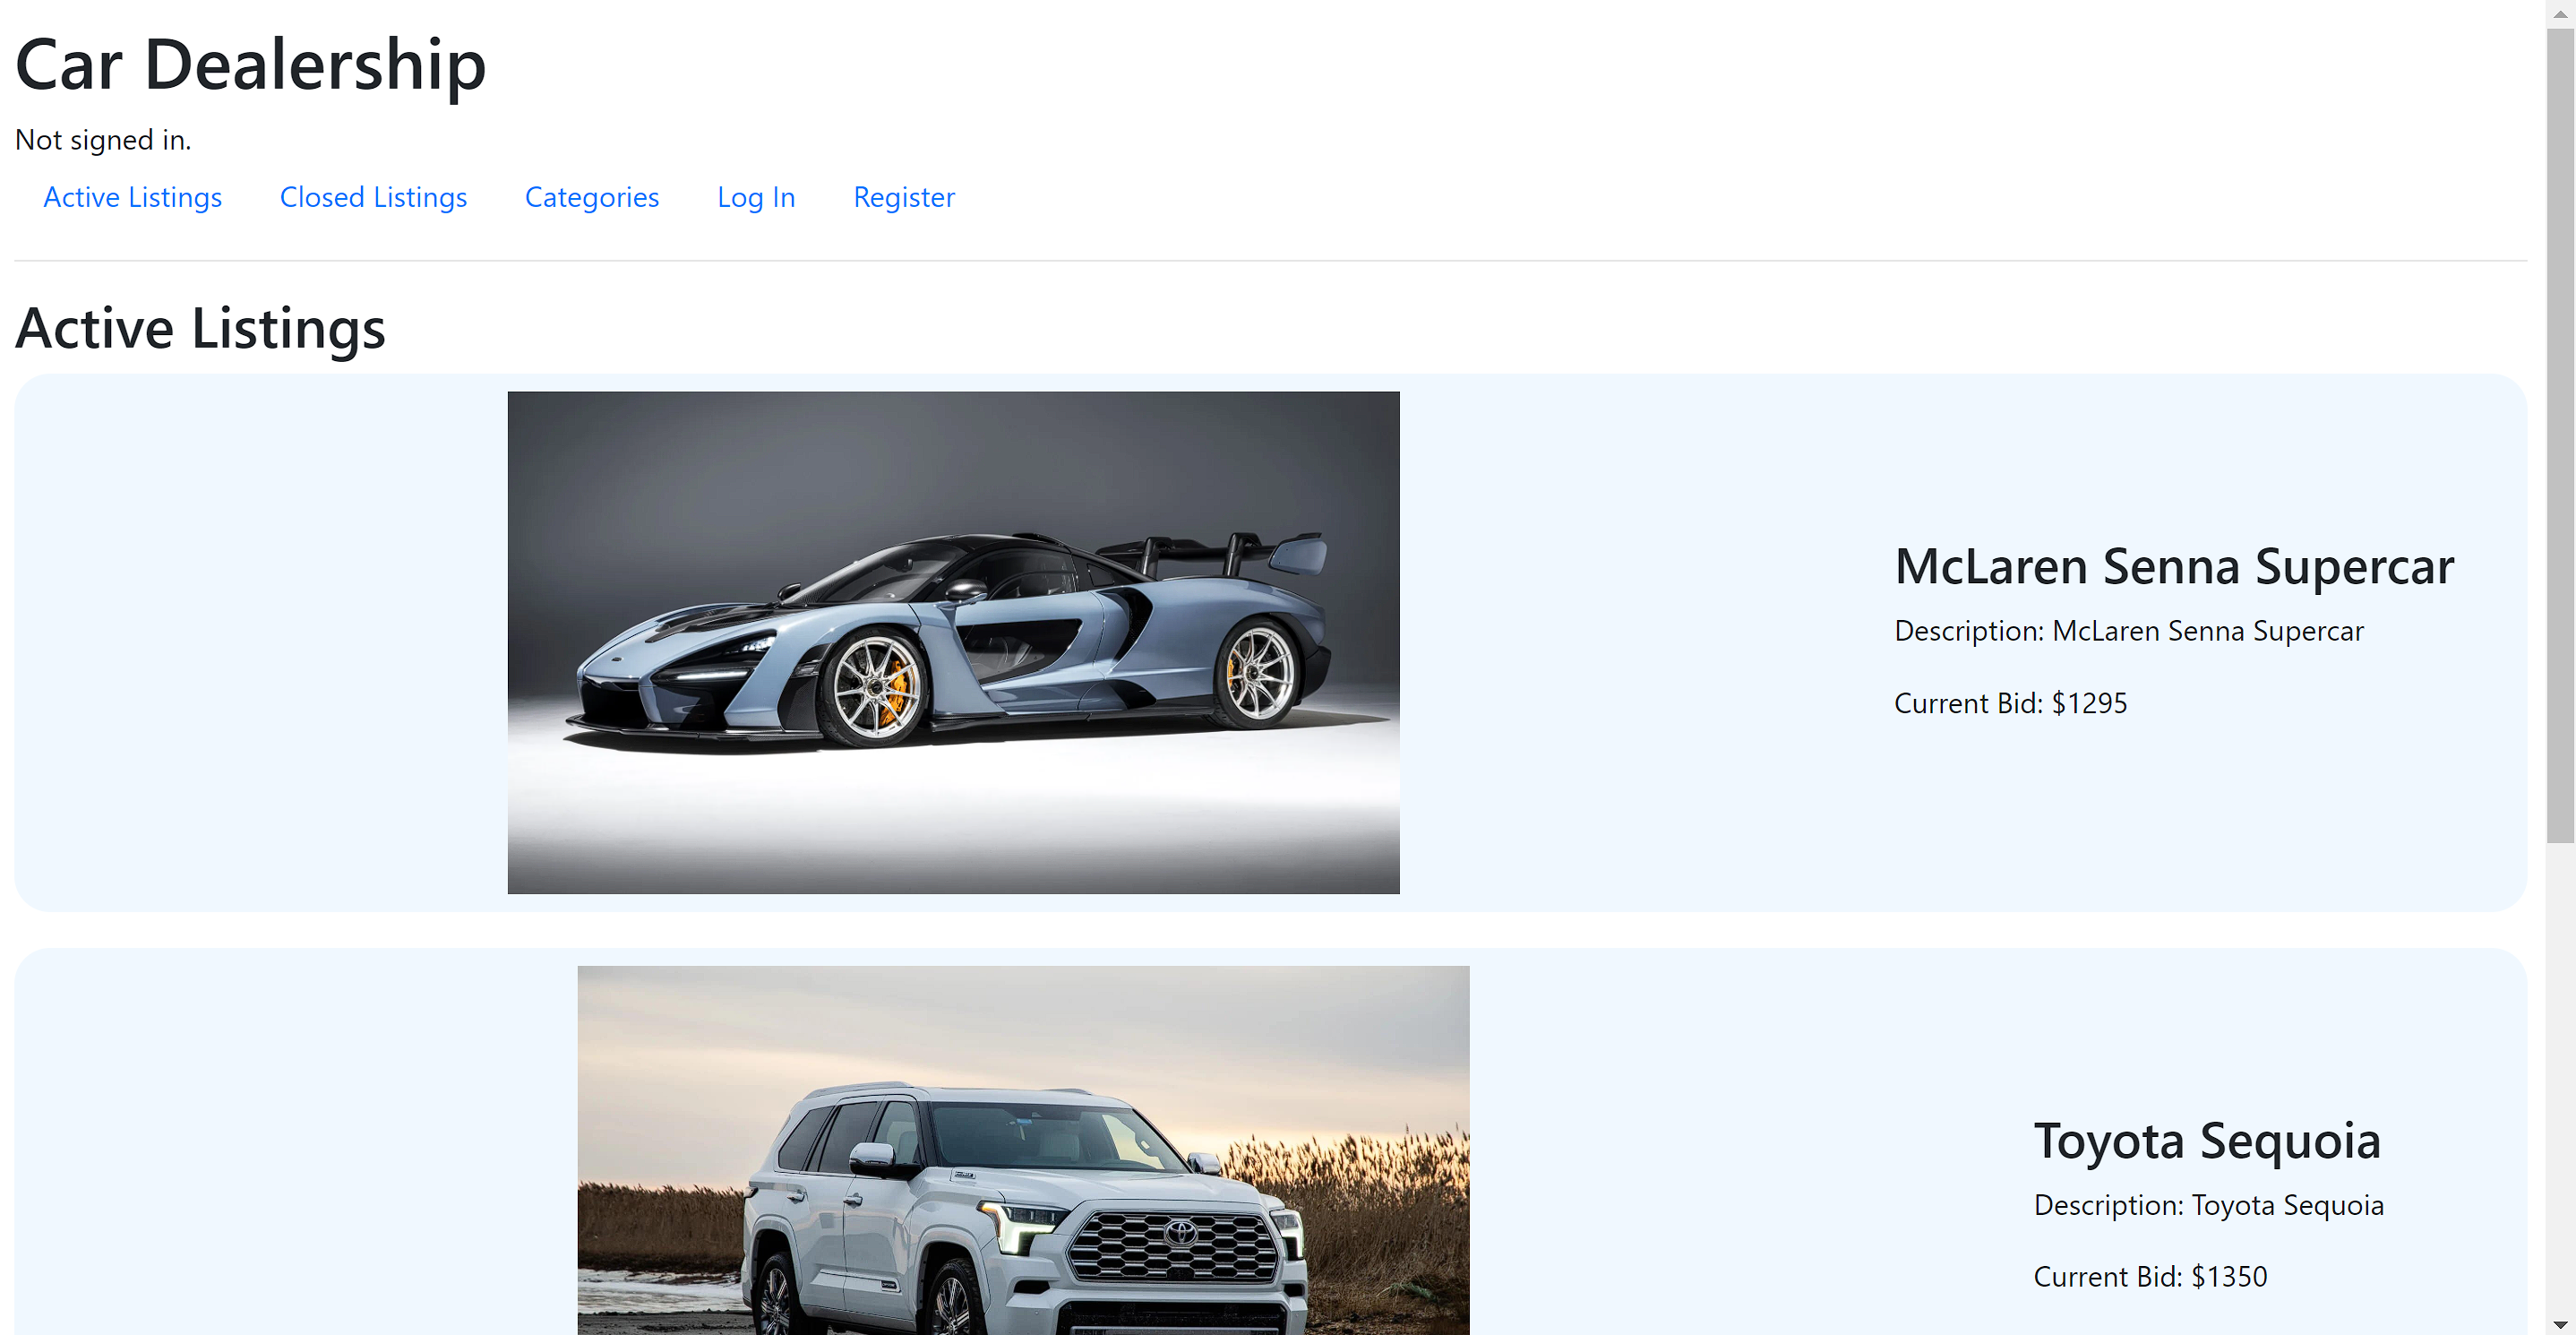 Car Dealership
Not signed in.
Active Listings Closed Listings Categories Log In Register
Active Listings
McLaren Senna Supercar
Description: McLaren Senna Supercar
Current Bid: $1295
Toyota Sequoia
Description: Toyota Sequoia
Current Bid: $1350